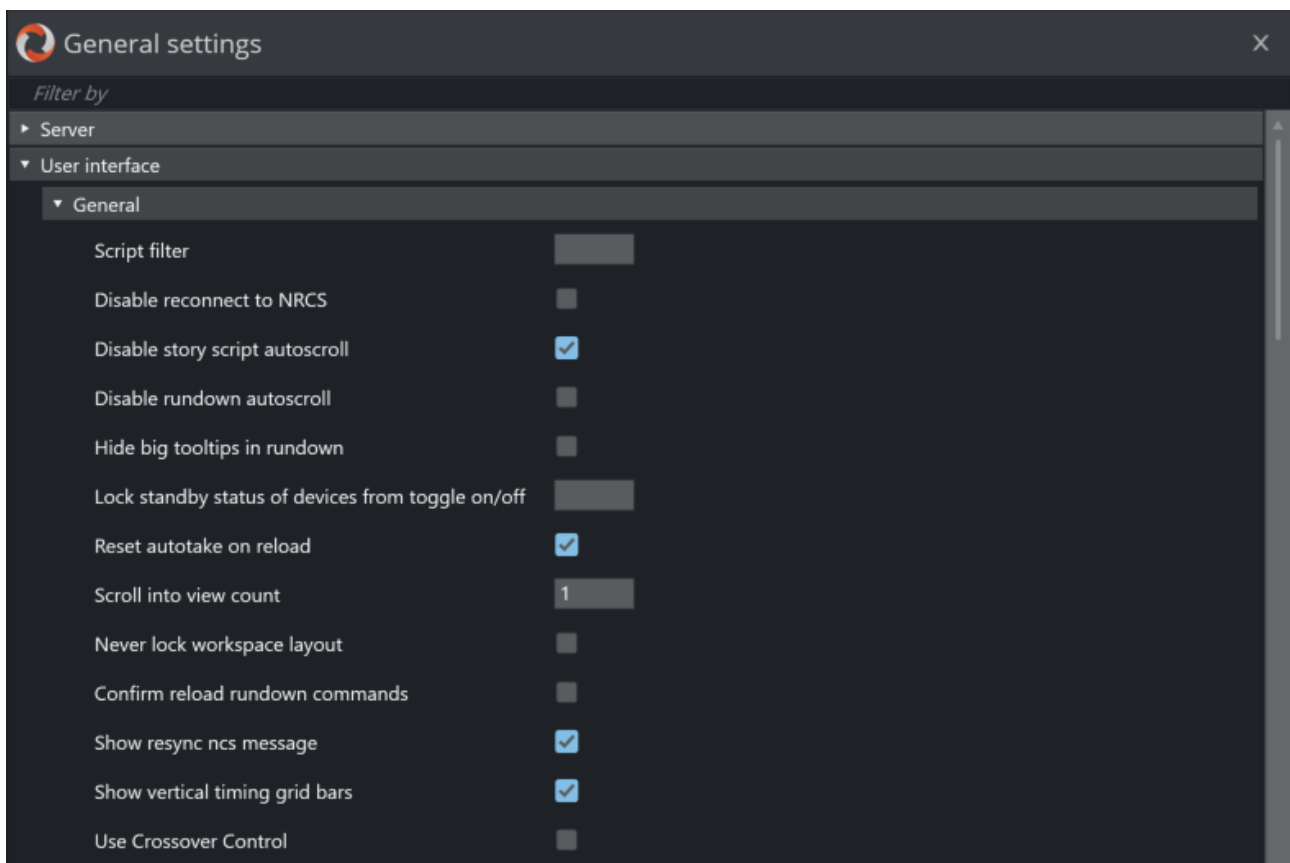 General settings
Filter by
Server
User interface
General
Script filter
Disable reconnect to NRCS
Disable story script autoscroll
Disable rundown autoscroll
Hide big tooltips in rundown
Lock standby status of devices from toggle on/off
Reset autotake on reload
Scroll into view count 1
Never lock workspace layout
Confirm reload rundown commands
Show resync ncs message
Show vertical timing grid bars
Use Crossover Control